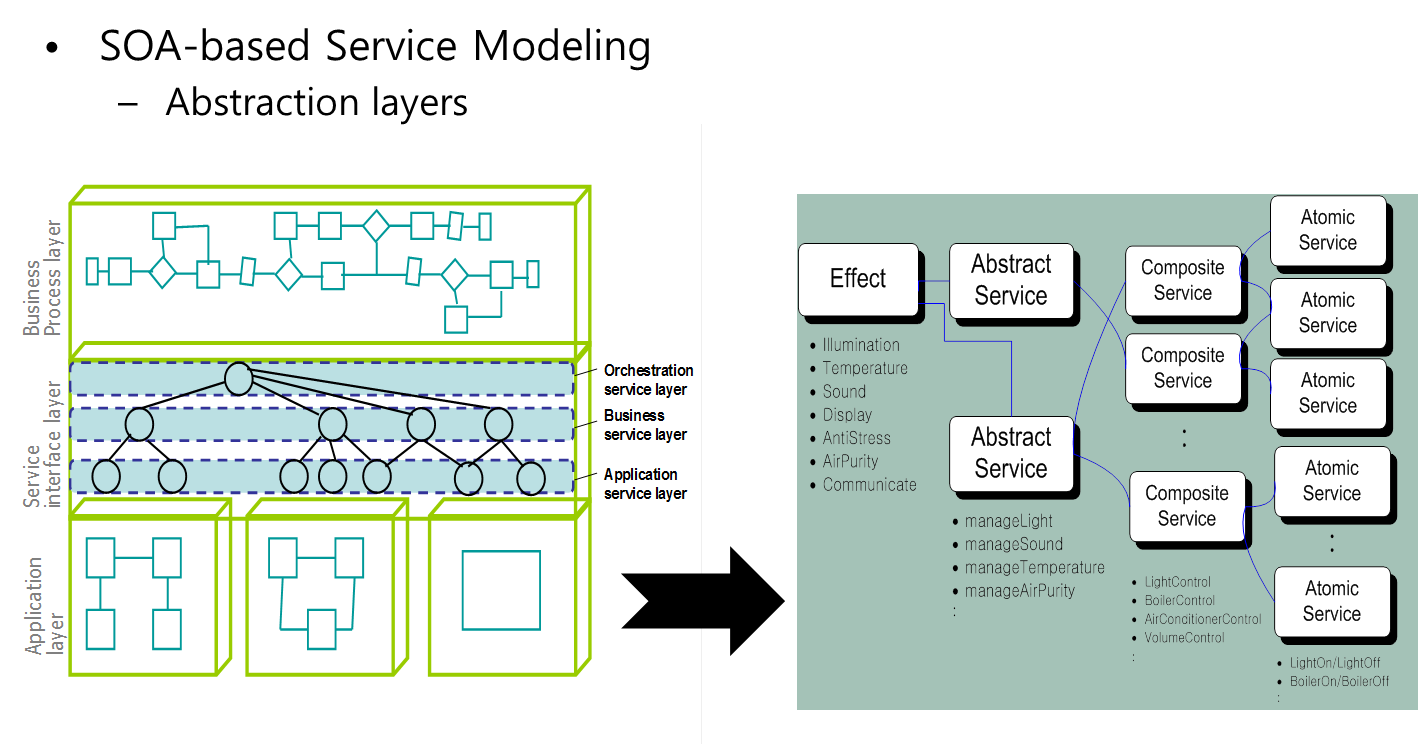 • SOA-based Service Modeling
– Abstraction layers
Business
Process layer
Service
interface layer
Application
layer
Orchestration
service layer
Business
service layer
Application
service layer
Effect
• Illumination
• Temperature
• Sound
• Display
• AntiStress
• AirPurity
• Communicate
Abstract
Service
Abstract
Service
• manageLight
• manageSound
• manageTemperature
• manageAirPurity
:
Composite
Service
Composite
Service
:
Composite
Service
• LightControl
• BoilerControl
• AirConditionerControl
• VolumeControl
:
Atomic
Service
Atomic
Service
Atomic
Service
Atomic
Service
:
Atomic
Service
• LightOn/LightOff
• BoilerOn/BoilerOff
: